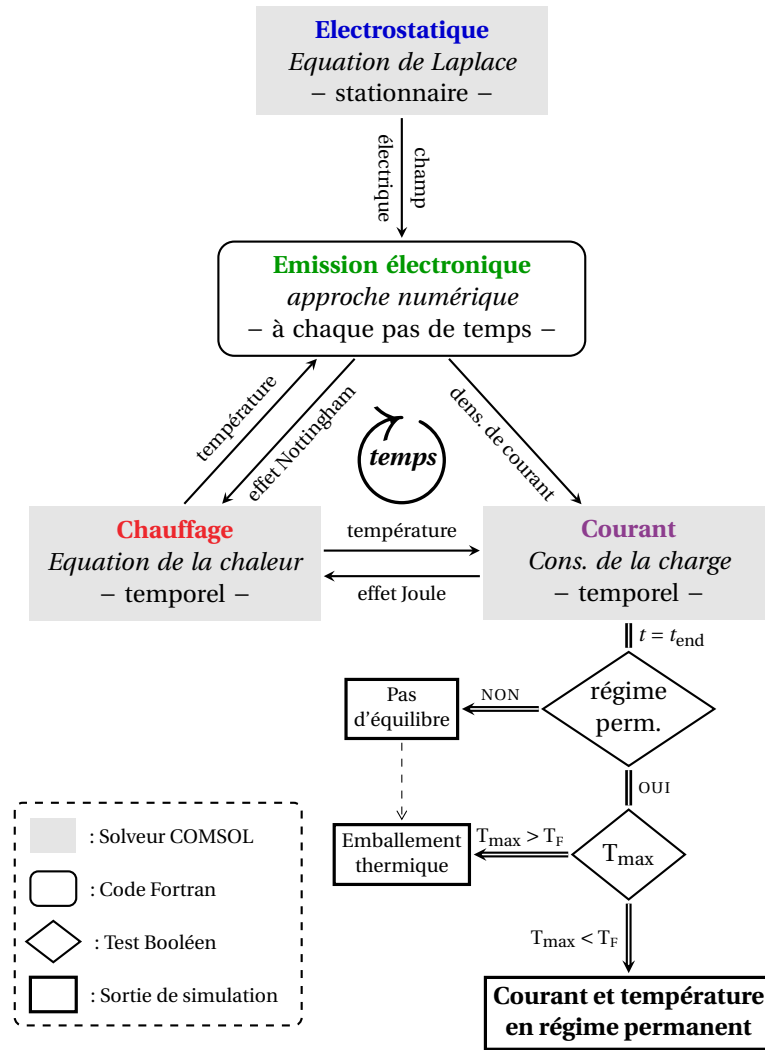 Electrostatique
Equation de Laplace
– stationnaire –
champ
électrique
Emission électronique
approche numérique
– à chaque pas de temps –
température
effet Nottingham
temps
dens. de courant
Chauffage
Equation de la chaleur
– temporel –
température
effet Joule
Courant
Cons. de la charge
– temporel –
t = t_end
régime
perm.
NON
Pas
d'équilibre
OUI
T_max
T_max > T_F
Emballement
thermique
T_max < T_F
Courant et température
en régime permanent
: Solveur COMSOL
: Code Fortran
: Test Booléen
: Sortie de simulation